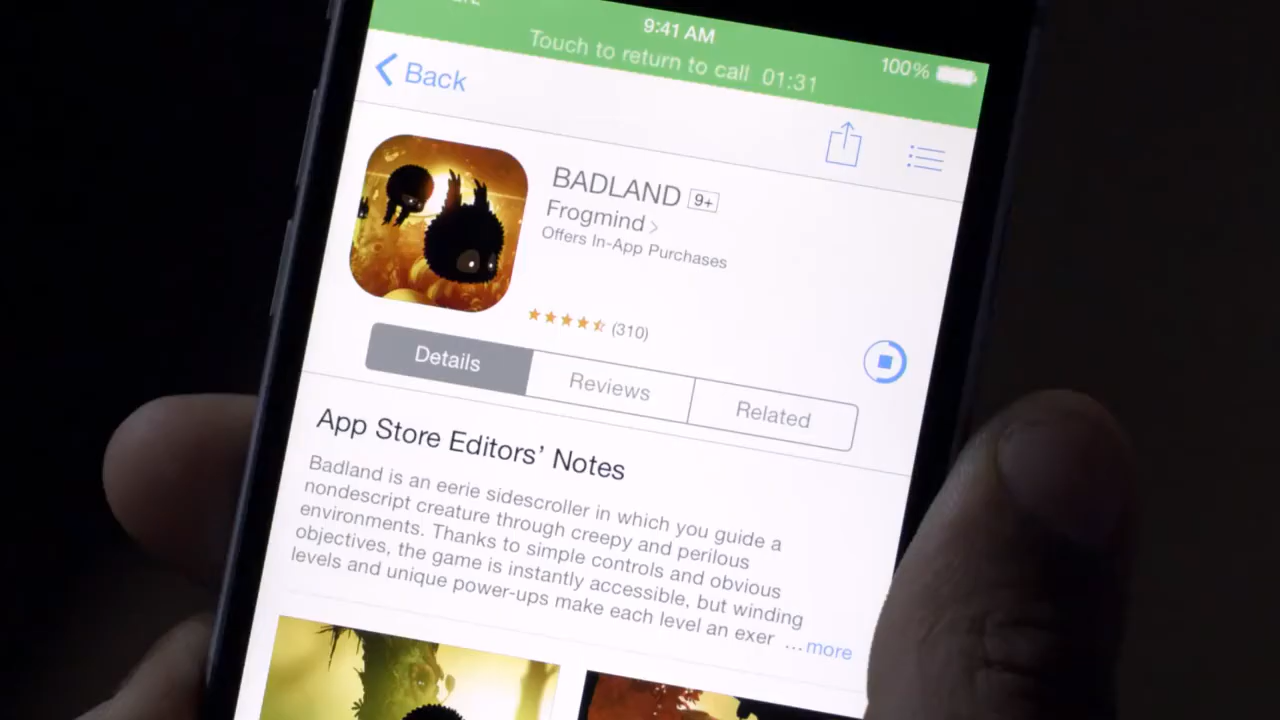 9:41 AM
100%
Touch to return to call 01:31
Back
BADLAND 9+
Frogmind
Offers In-App Purchases
(310)
Details
Reviews
Related
App Store Editors’ Notes
Badland is an eerie sidescroller in which you guide a
nondescript creature through creepy and perilous
environments. Thanks to simple controls and obvious
objectives, the game is instantly accessible, but winding
levels and unique power-ups make each level an exer ...more